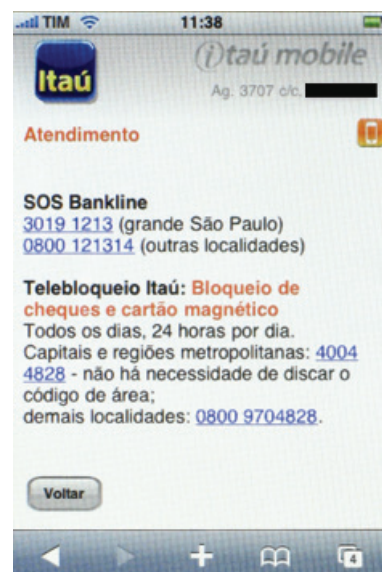 TIM 11:38
Itaú
itaú mobile
Ag. 3707 c/c.
Atendimento
SOS Bankline
3019 1213 (grande São Paulo)
0800 121314 (outras localidades)
Telebloqueio Itaú: Bloqueio de
cheques e cartão magnético
Todos os dias, 24 horas por dia.
Capitais e regiões metropolitanas: 4004
4828 - não há necessidade de discar o
código de área;
demais localidades: 0800 9704828.
Voltar
4